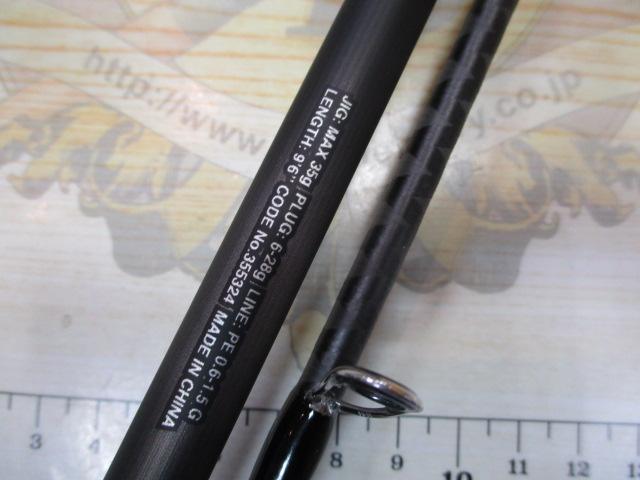 JIG: MAX 35g | PLUG: 6-28g | LINE: PE 0.6-1.5 G
LENGTH: 9'6" CODE No.355324 | MADE IN CHINA
http://www
y.co.jp
3 4 8 9 10 11 12 13